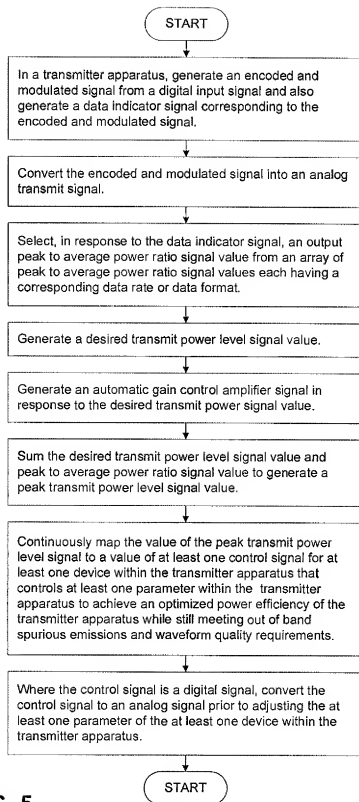 START
In a transmitter apparatus, generate an encoded and
modulated signal from a digital input signal and also
generate a data indicator signal corresponding to the
encoded and modulated signal.
Convert the encoded and modulated signal into an analog
transmit signal.
Select, in response to the data indicator signal, an output
peak to average power ratio signal value from an array of
peak to average power ratio signal values each having a
corresponding data rate or data format.
Generate a desired transmit power level signal value.
Generate an automatic gain control amplifier signal in
response to the desired transmit power signal value.
Sum the desired transmit power level signal value and
peak to average power ratio signal value to generate a
peak transmit power level signal value.
Continuously map the value of the peak transmit power
level signal to a value of at least one control signal for at
least one device within the transmitter apparatus that
controls at least one parameter within the transmitter
apparatus to achieve an optimized power efficiency of the
transmitter apparatus while still meeting out of band
spurious emissions and waveform quality requirements.
Where the control signal is a digital signal, convert the
control signal to an analog signal prior to adjusting the at
least one parameter of the at least one device within the
transmitter apparatus.
START